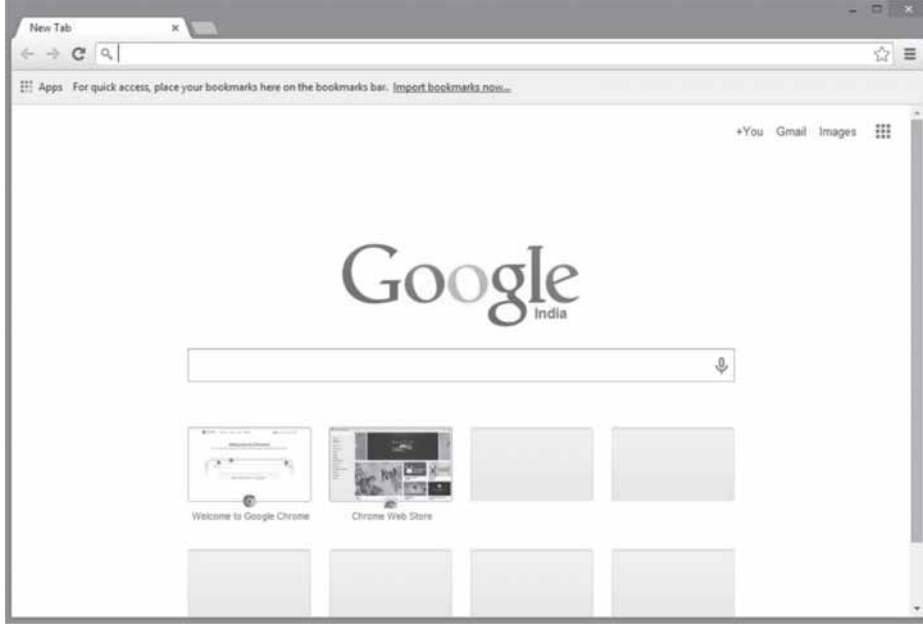 New Tab
Apps For quick access, place your bookmarks here on the bookmarks bar. Import bookmarks now...
+You Gmail Images
Google
India
Welcome to Google Chrome
Chrome Web Store